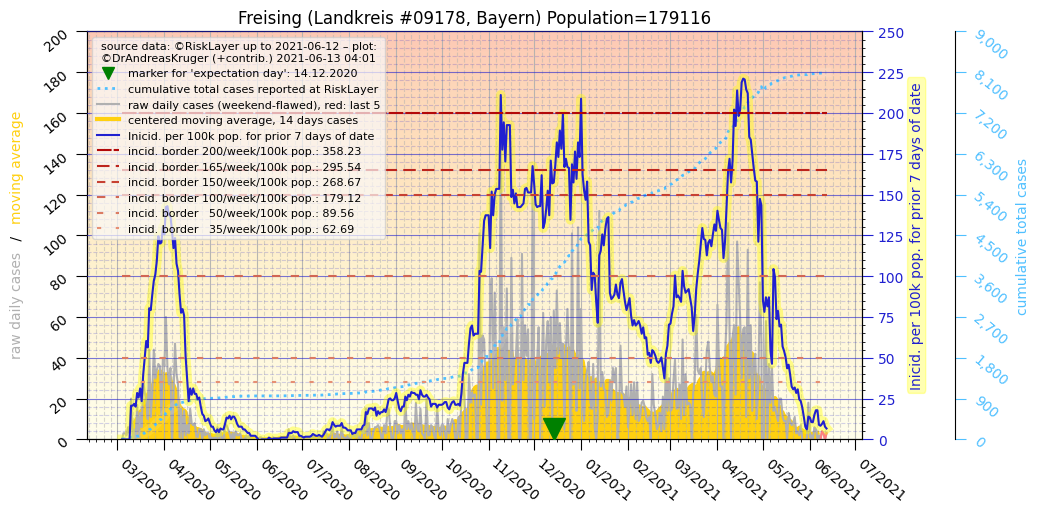 Freising (Landkreis #09178, Bayern) Population=179116
source data: ©RiskLayer up to 2021-06-12 – plot:
©DrAndreasKruger (+contrib.) 2021-06-13 04:01
marker for 'expectation day': 14.12.2020
cumulative total cases reported at RiskLayer
raw daily cases (weekend-flawed), red: last 5
centered moving average, 14 days cases
Inicid. per 100k pop. for prior 7 days of date
incid. border 200/week/100k pop.: 358.23
incid. border 165/week/100k pop.: 295.54
incid. border 150/week/100k pop.: 268.67
incid. border 100/week/100k pop.: 179.12
incid. border 50/week/100k pop.: 89.56
incid. border 35/week/100k pop.: 62.69
raw daily cases / moving average
200
180
160
140
120
100
80
60
40
20
0
250
225
200
175
150
125
100
75
50
25
0
Inicid. per 100k pop. for prior 7 days of date
9,000
8,100
7,200
6,300
5,400
4,500
3,600
2,700
1,800
900
0
cumulative total cases
03/2020
04/2020
05/2020
06/2020
07/2020
08/2020
09/2020
10/2020
11/2020
12/2020
01/2021
02/2021
03/2021
04/2021
05/2021
06/2021
07/2021